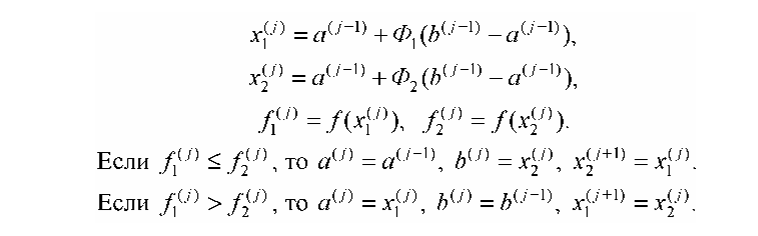 x₁⁽ʲ⁾ = a⁽ʲ⁻¹⁾ + Φ₁(b⁽ʲ⁻¹⁾ − a⁽ʲ⁻¹⁾),
x₂⁽ʲ⁾ = a⁽ʲ⁻¹⁾ + Φ₂(b⁽ʲ⁻¹⁾ − a⁽ʲ⁻¹⁾),
f₁⁽ʲ⁾ = f(x₁⁽ʲ⁾), f₂⁽ʲ⁾ = f(x₂⁽ʲ⁾).
Если f₁⁽ʲ⁾ ≤ f₂⁽ʲ⁾, то a⁽ʲ⁾ = a⁽ʲ⁻¹⁾, b⁽ʲ⁾ = x₂⁽ʲ⁾, x₂⁽ʲ⁺¹⁾ = x₁⁽ʲ⁾.
Если f₁⁽ʲ⁾ > f₂⁽ʲ⁾, то a⁽ʲ⁾ = x₁⁽ʲ⁾, b⁽ʲ⁾ = b⁽ʲ⁻¹⁾, x₁⁽ʲ⁺¹⁾ = x₂⁽ʲ⁾.